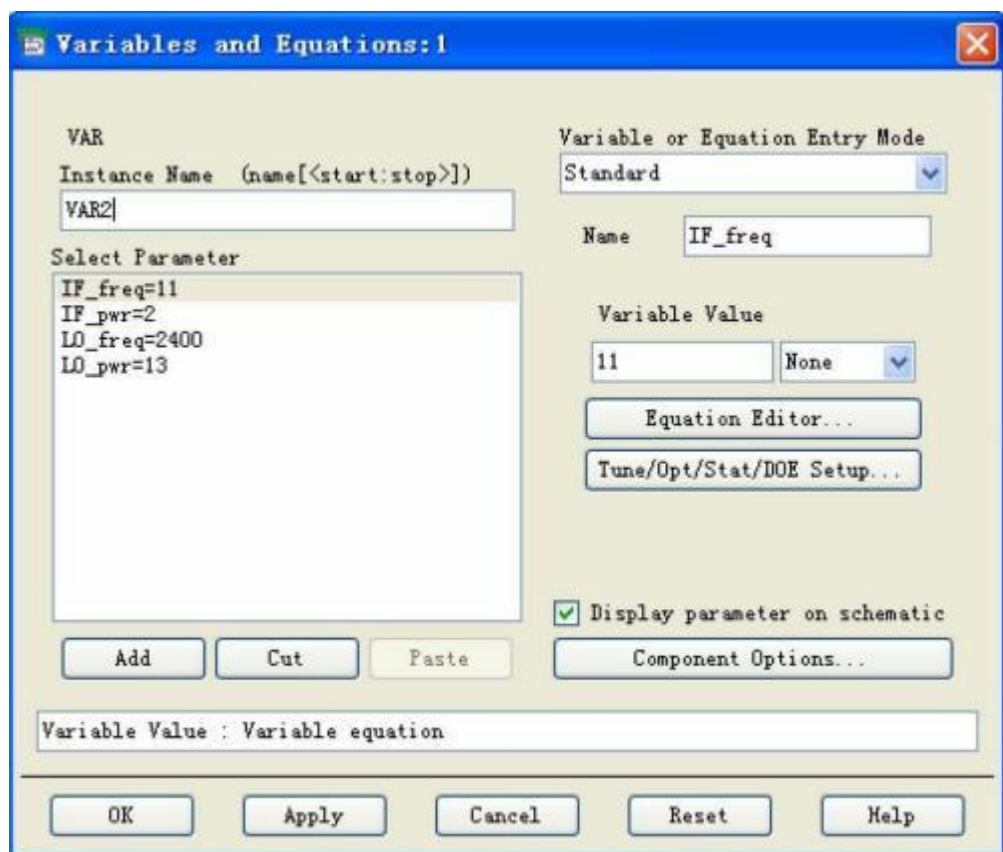 Variables and Equations:1
VAR
Instance Name (name[<start:stop>])
VAR2
Select Parameter
IF_freq=11
IF_pwr=2
LO_freq=2400
LO_pwr=13
Add
Cut
Paste
Variable or Equation Entry Mode
Standard
Name
IF_freq
Variable Value
11
None
Equation Editor...
Tune/Opt/Stat/DOE Setup...
Display parameter on schematic
Component Options...
Variable Value : Variable equation
OK
Apply
Cancel
Reset
Help